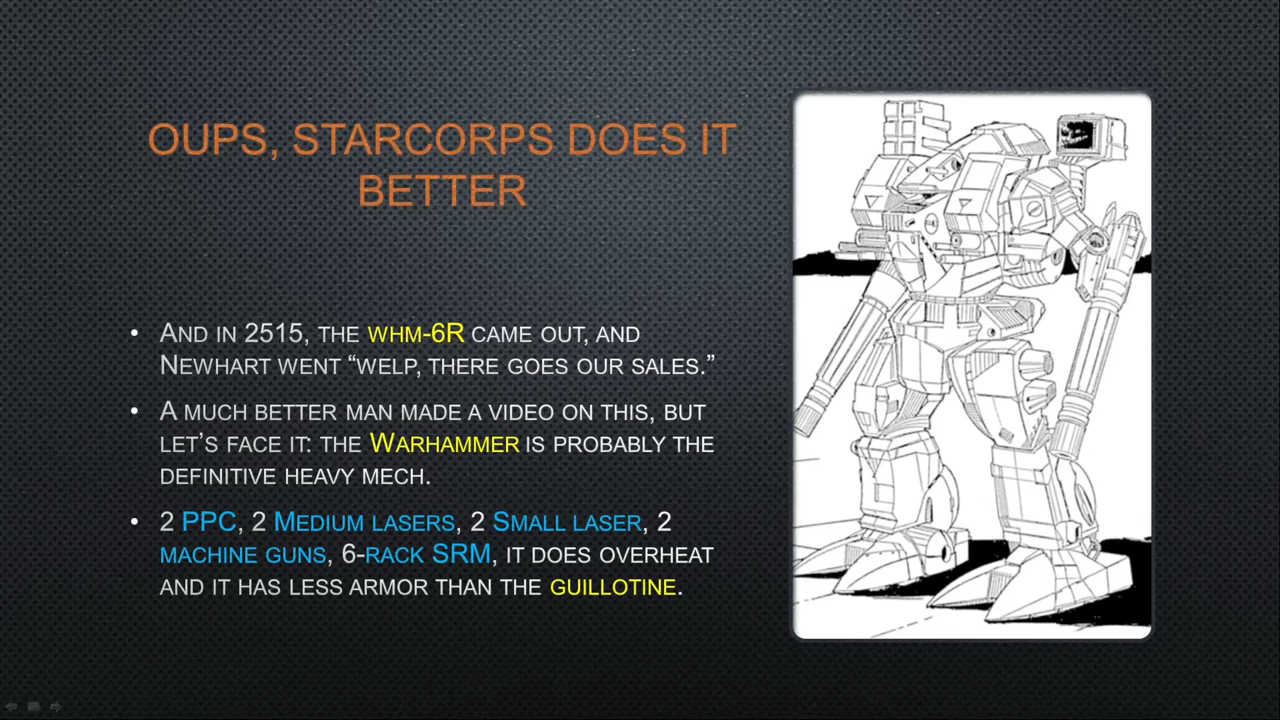 OUPS, STARCORPS DOES IT
BETTER
• AND IN 2515, THE WHM-6R CAME OUT, AND
NEWHART WENT “WELP, THERE GOES OUR SALES.”
• A MUCH BETTER MAN MADE A VIDEO ON THIS, BUT
LET’S FACE IT: THE WARHAMMER IS PROBABLY THE
DEFINITIVE HEAVY MECH.
• 2 PPC, 2 MEDIUM LASERS, 2 SMALL LASER, 2
MACHINE GUNS, 6-RACK SRM, IT DOES OVERHEAT
AND IT HAS LESS ARMOR THAN THE GUILLOTINE.